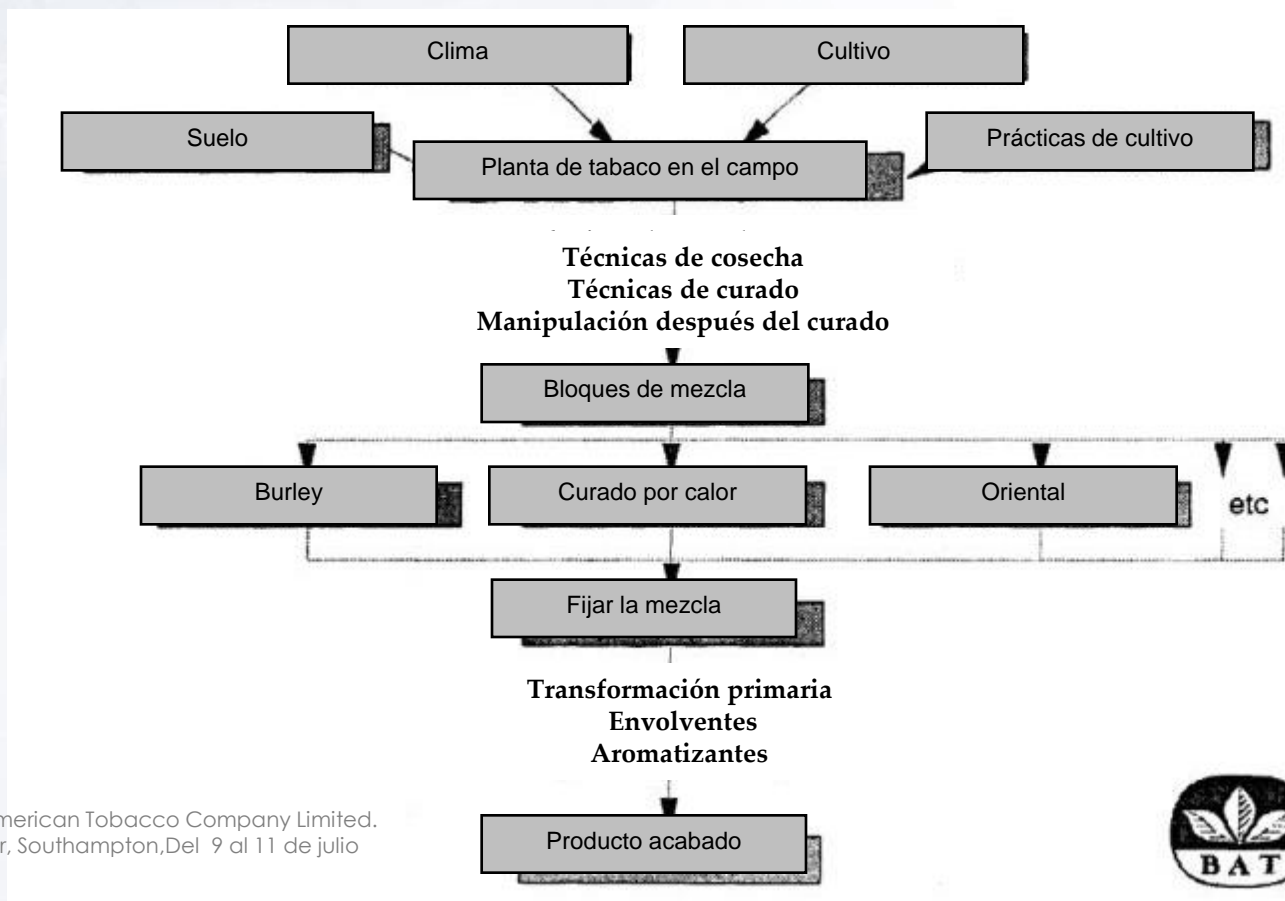 Clima
Cultivo
Suelo
Prácticas de cultivo
Planta de tabaco en el campo
Técnicas de cosecha
Técnicas de curado
Manipulación después del curado
Bloques de mezcla
Burley
Curado por calor
Oriental
etc
Fijar la mezcla
Transformación primaria
Envolventes
Aromatizantes
Producto acabado
American Tobacco Company Limited.
Southampton,Del 9 al 11 de julio
BAT